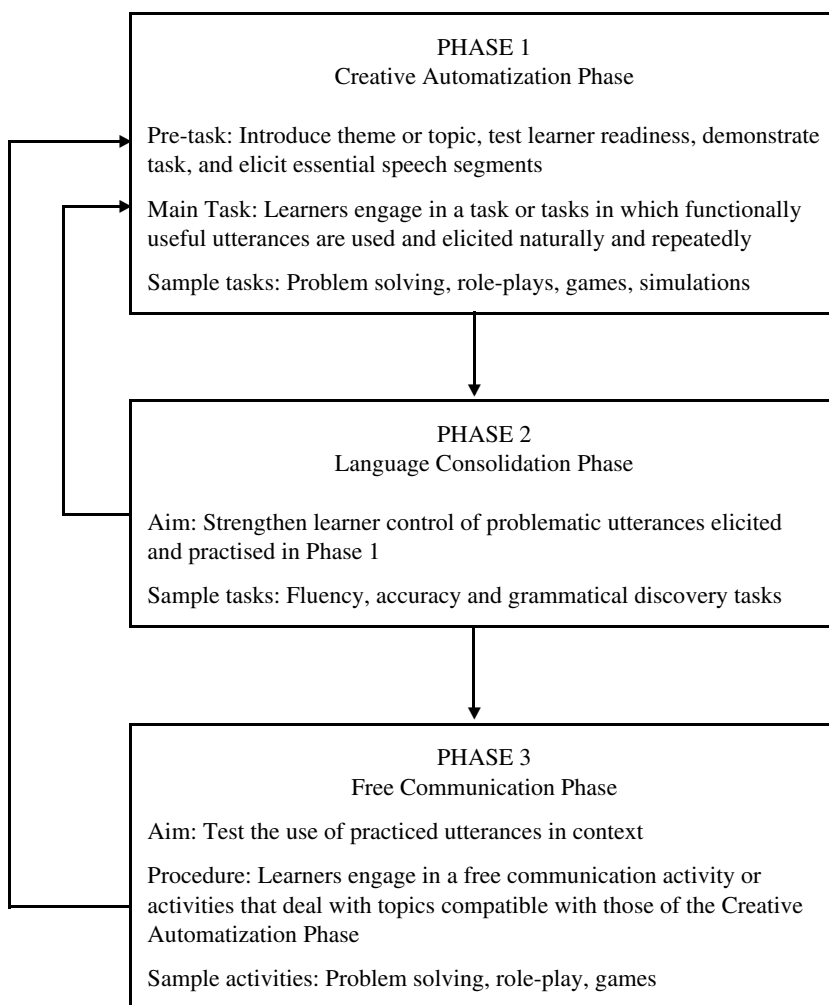 PHASE 1
Creative Automatization Phase
Pre-task: Introduce theme or topic, test learner readiness, demonstrate
task, and elicit essential speech segments
Main Task: Learners engage in a task or tasks in which functionally
useful utterances are used and elicited naturally and repeatedly
Sample tasks: Problem solving, role-plays, games, simulations
PHASE 2
Language Consolidation Phase
Aim: Strengthen learner control of problematic utterances elicited
and practised in Phase 1
Sample tasks: Fluency, accuracy and grammatical discovery tasks
PHASE 3
Free Communication Phase
Aim: Test the use of practiced utterances in context
Procedure: Learners engage in a free communication activity or
activities that deal with topics compatible with those of the Creative
Automatization Phase
Sample activities: Problem solving, role-play, games